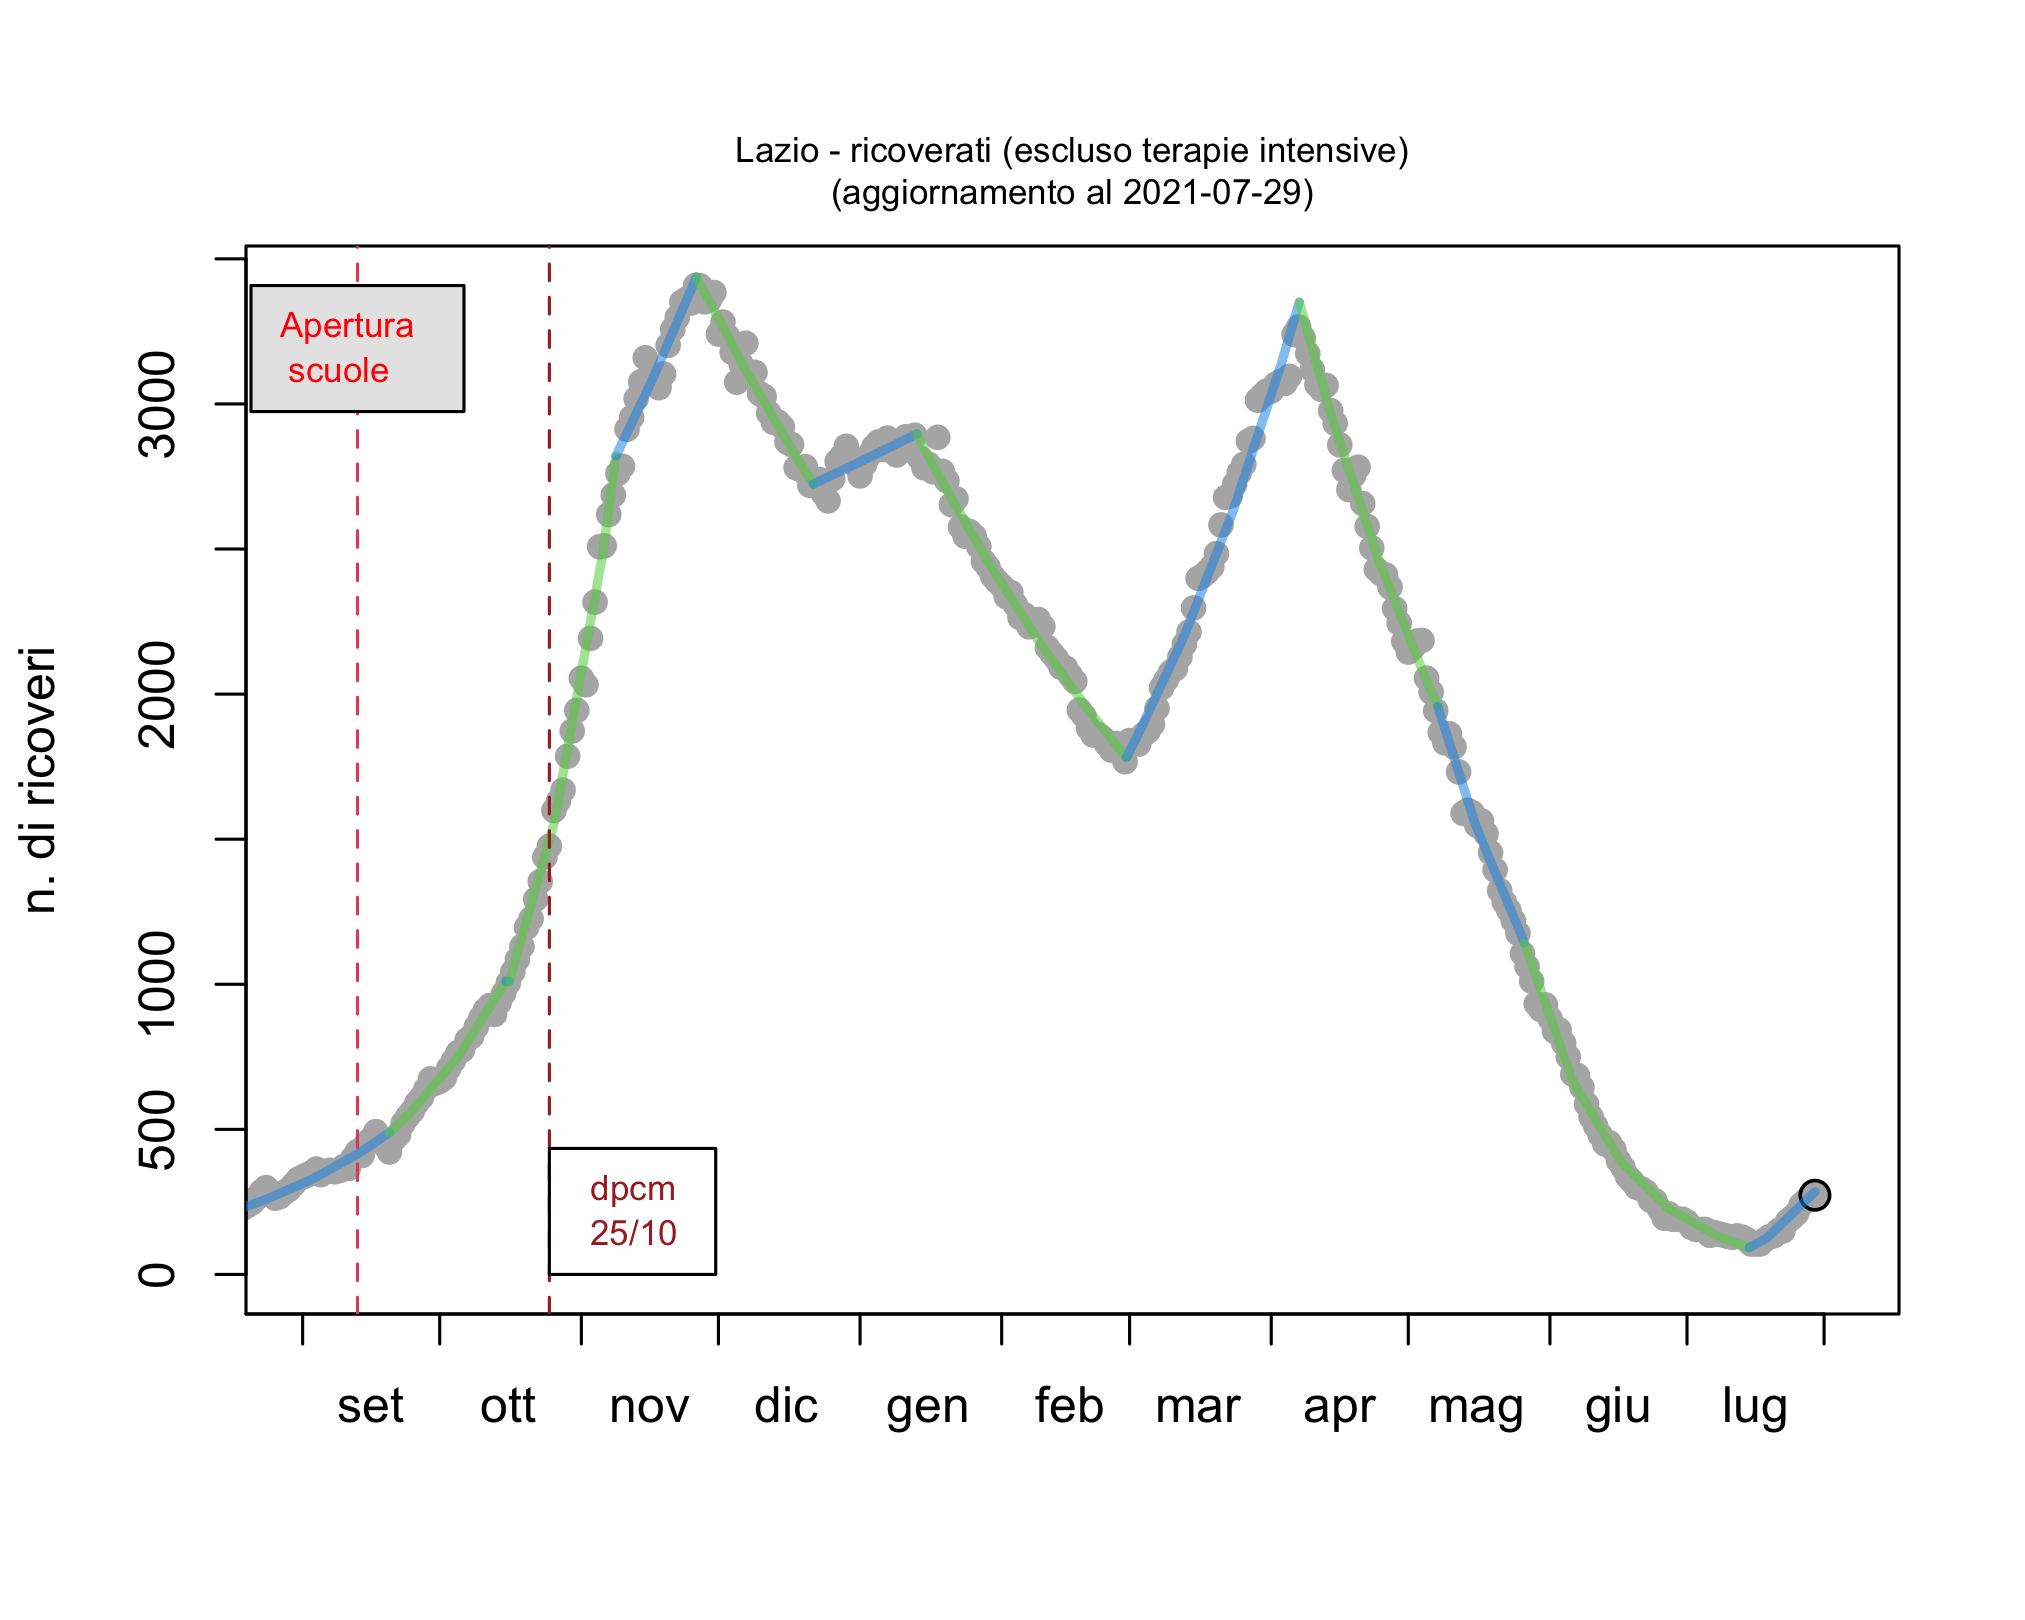 Lazio - ricoverati (escluso terapie intensive)
(aggiornamento al 2021-07-29)
Apertura
scuole
n. di ricoveri
3000
2000
1000
500
0
dpcm
25/10
set ott nov dic gen feb mar apr mag giu lug